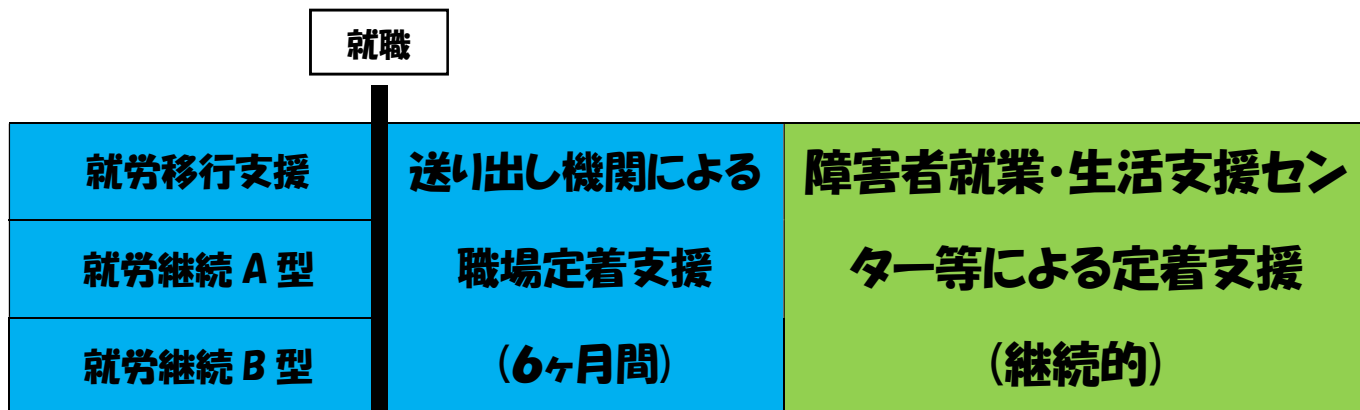 就職
就労移行支援
就労継続 A 型
就労継続 B 型
送り出し機関による
職場定着支援
(6ヶ月間)
障害者就業・生活支援セン
ター等による定着支援
(継続的)